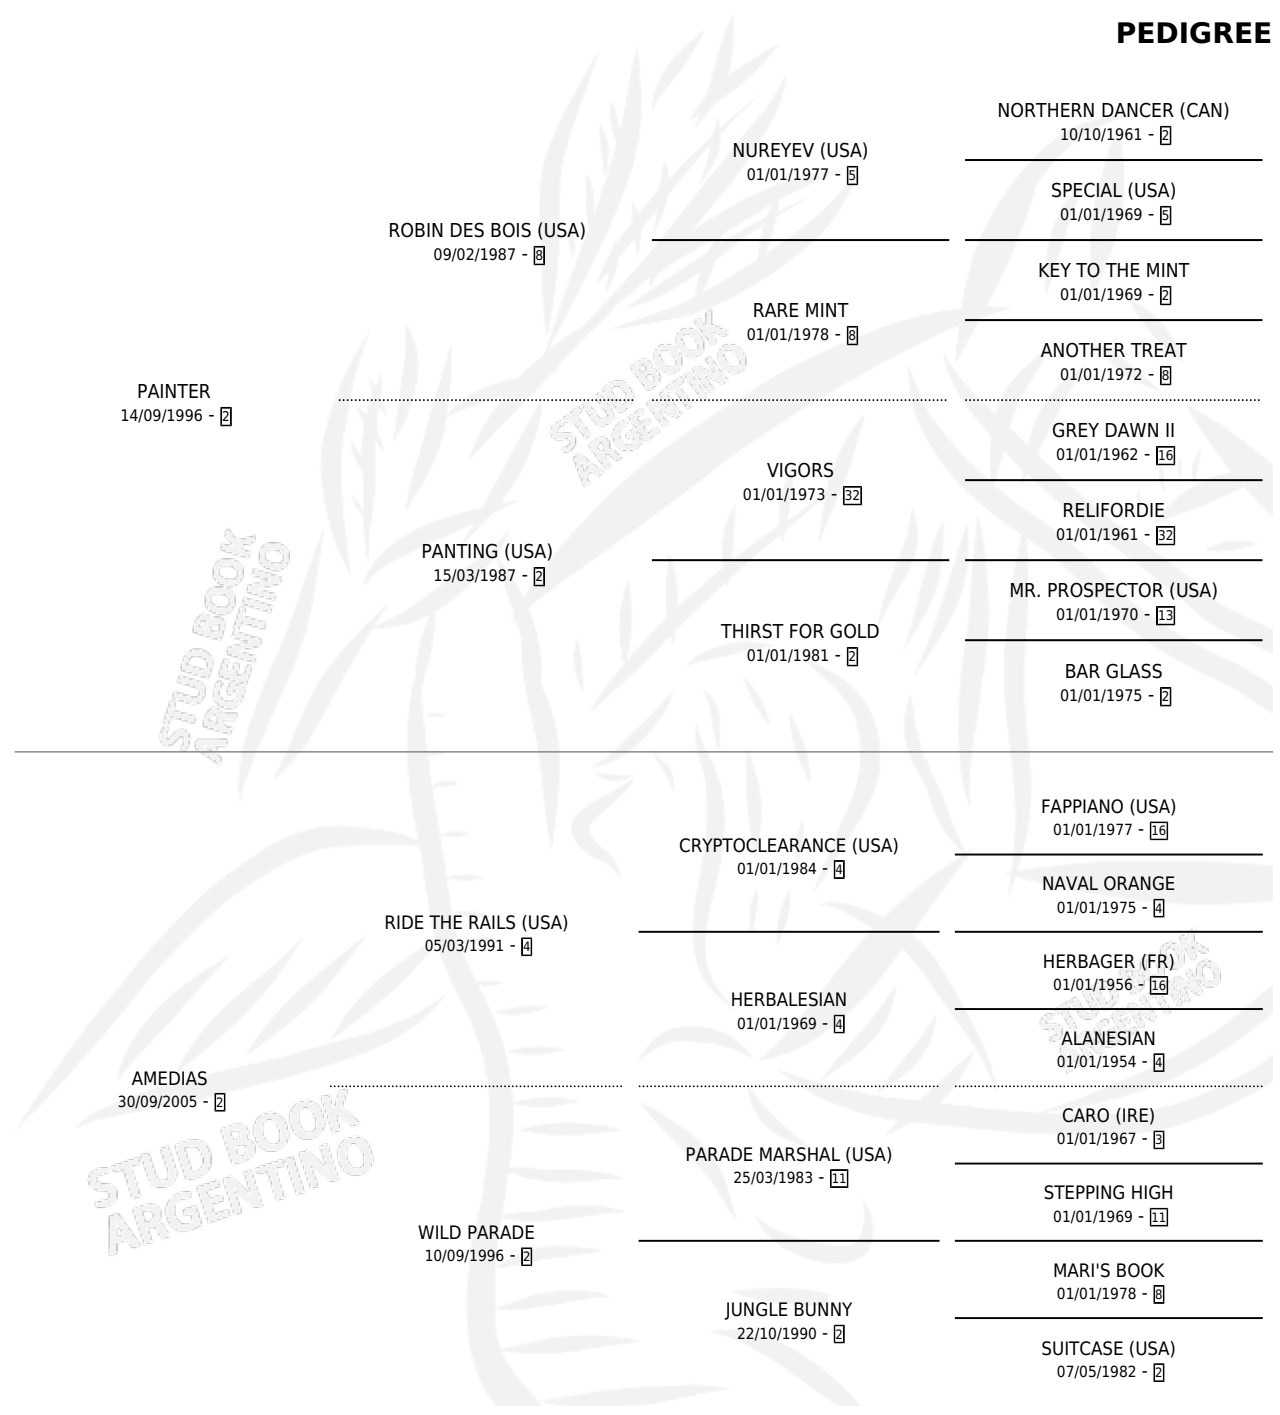 PEDIGREE
NORTHERN DANCER (CAN)
10/10/1961 - 2
NUREYEV (USA)
01/01/1977 - 5
SPECIAL (USA)
01/01/1969 - 5
ROBIN DES BOIS (USA)
09/02/1987 - 8
KEY TO THE MINT
01/01/1969 - 2
RARE MINT
01/01/1978 - 8
ANOTHER TREAT
01/01/1972 - 8
PAINTER
14/09/1996 - 2
STUD BOOK
ARGENTINO
GREY DAWN II
01/01/1962 - 16
VIGORS
01/01/1973 - 32
RELIFORDIE
01/01/1961 - 32
PANTING (USA)
15/03/1987 - 2
MR. PROSPECTOR (USA)
01/01/1970 - 13
THIRST FOR GOLD
01/01/1981 - 2
BAR GLASS
01/01/1975 - 2
STUD BOOK
ARGENTINO
FAPPIANO (USA)
01/01/1977 - 16
CRYPTOCLEARANCE (USA)
01/01/1984 - 4
NAVAL ORANGE
01/01/1975 - 4
RIDE THE RAILS (USA)
05/03/1991 - 4
HERBAGER (FR)
01/01/1956 - 16
HERBALESIAN
01/01/1969 - 4
STUD BOOK
ARGENTINO
ALANESIAN
01/01/1954 - 4
AMEDIAS
30/09/2005 - 2
CARO (IRE)
01/01/1967 - 3
PARADE MARSHAL (USA)
25/03/1983 - 11
STUD BOOK
ARGENTINO
STEPPING HIGH
01/01/1969 - 11
WILD PARADE
10/09/1996 - 2
MARI'S BOOK
01/01/1978 - 8
JUNGLE BUNNY
22/10/1990 - 2
SUITCASE (USA)
07/05/1982 - 2